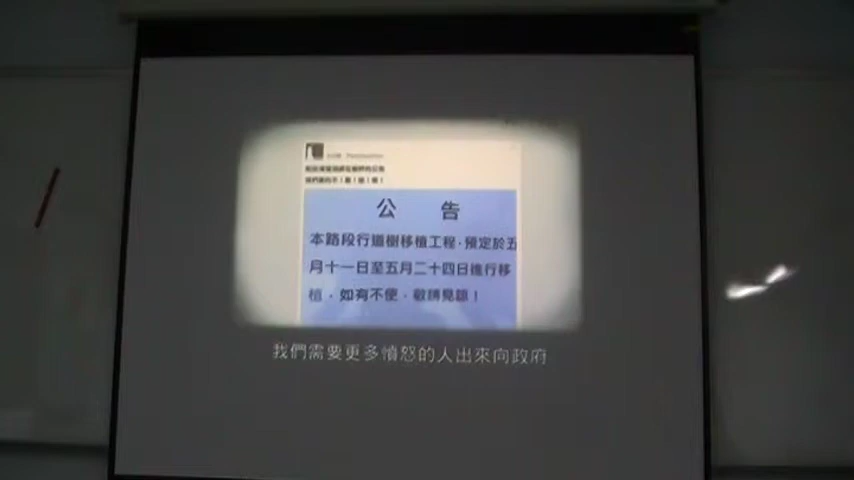 公 告
本路段行道樹移植工程，預定於五
月十一日至五月二十四日進行移
植，如有不便，敬請見諒！
我們需要更多憤怒的人出來向政府